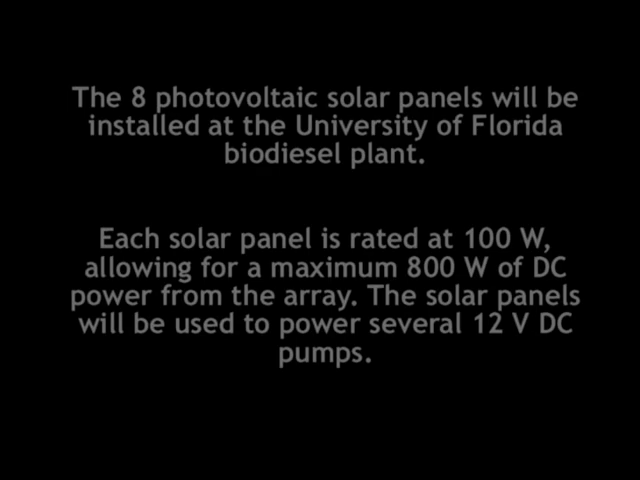 The 8 photovoltaic solar panels will be
installed at the University of Florida
biodiesel plant.
Each solar panel is rated at 100 W,
allowing for a maximum 800 W of DC
power from the array. The solar panels
will be used to power several 12 V DC
pumps.